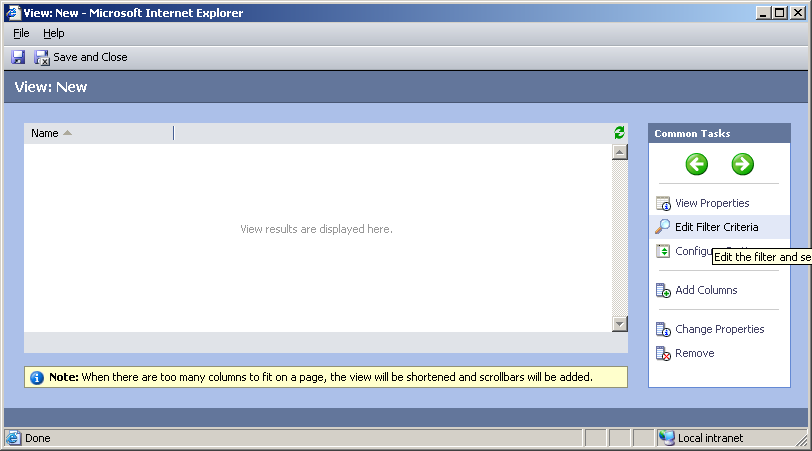 View: New - Microsoft Internet Explorer
File Help
Save and Close
View: New
Name
Common Tasks
View Properties
Edit Filter Criteria
Edit the filter and se
Add Columns
Change Properties
Remove
View results are displayed here.
Note: When there are too many columns to fit on a page, the view will be shortened and scrollbars will be added.
Done
Local intranet